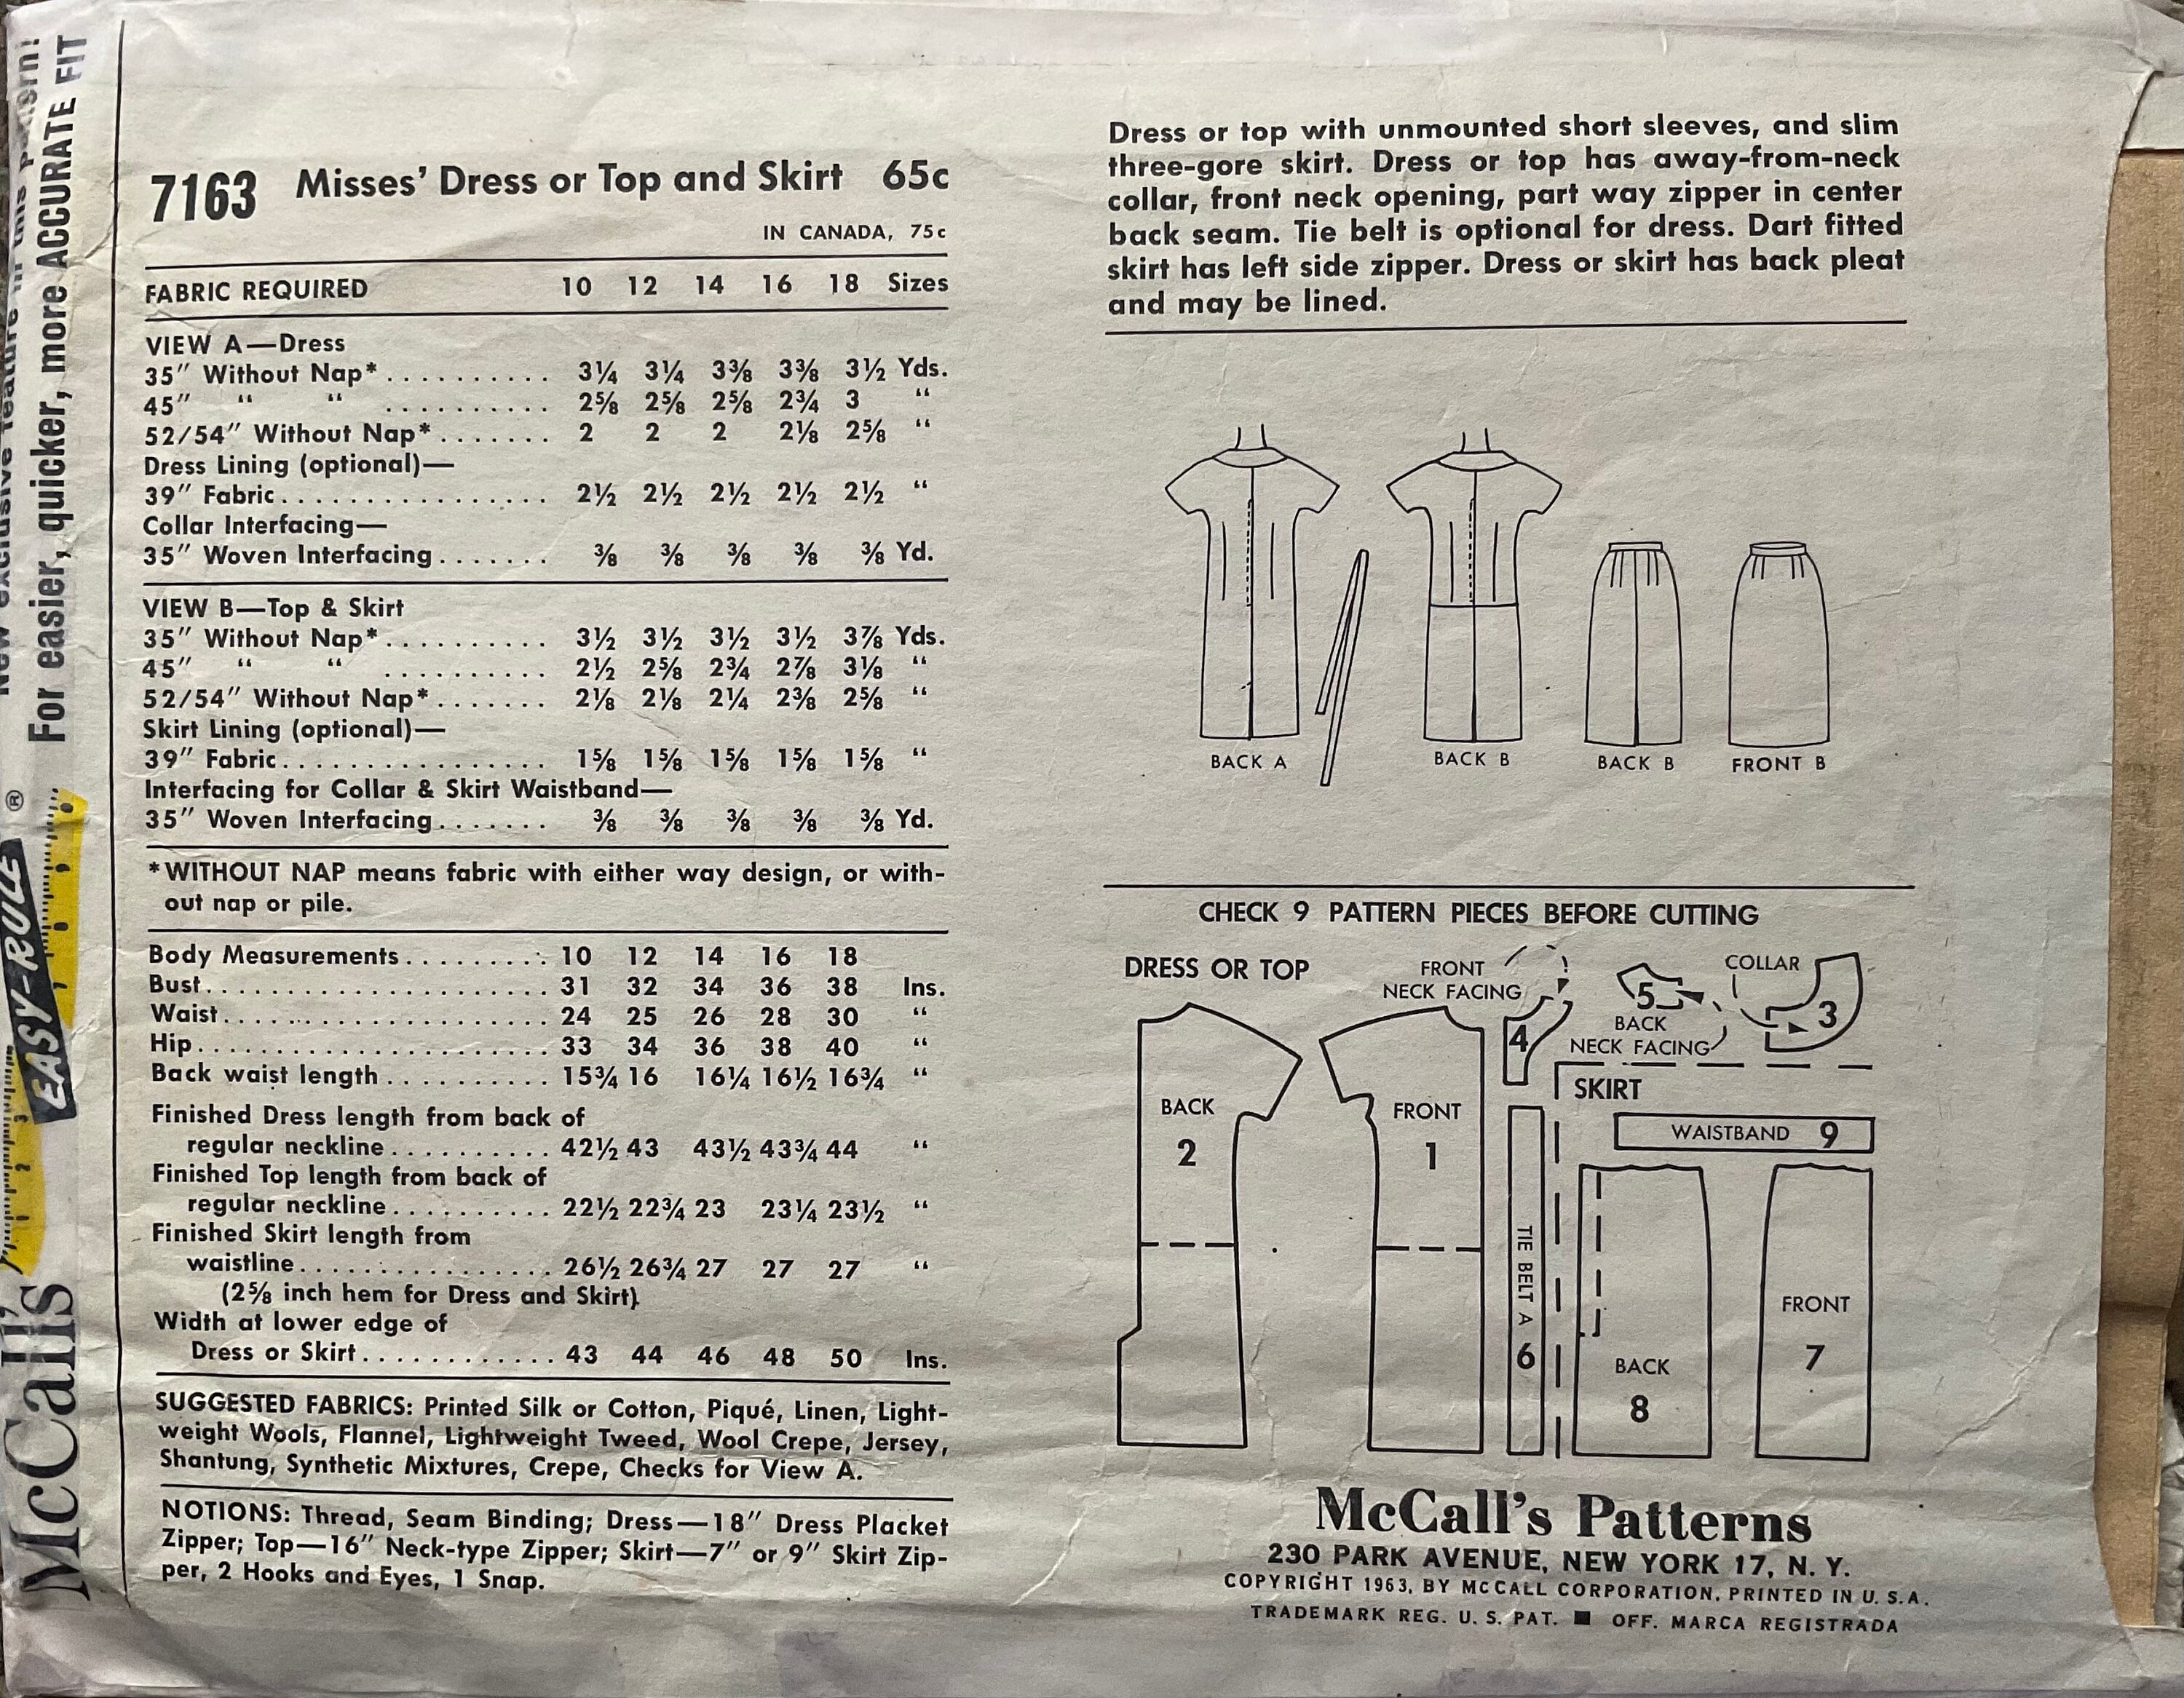 New exclusive feature in this pattern!
For easier, quicker, more ACCURATE FIT
EASY-RULE ®
McCall's
7163 Misses' Dress or Top and Skirt 65c
IN CANADA, 75c
FABRIC REQUIRED 10 12 14 16 18 Sizes
VIEW A—Dress
35" Without Nap* .......... 3¼ 3¼ 3⅜ 3⅜ 3½ Yds.
45" " " .......... 2⅝ 2⅝ 2⅝ 2¾ 3 "
52/54" Without Nap* ....... 2 2 2 2⅛ 2⅝ "
Dress Lining (optional)—
39" Fabric ................ 2½ 2½ 2½ 2½ 2½ "
Collar Interfacing—
35" Woven Interfacing ....... ⅜ ⅜ ⅜ ⅜ ⅜ Yd.
VIEW B—Top & Skirt
35" Without Nap* .......... 3½ 3½ 3½ 3½ 3⅞ Yds.
45" " " .......... 2½ 2⅝ 2¾ 2⅞ 3⅛ "
52/54" Without Nap* ....... 2⅛ 2⅛ 2¼ 2⅜ 2⅝ "
Skirt Lining (optional)—
39" Fabric ................ 1⅝ 1⅝ 1⅝ 1⅝ 1⅝ "
Interfacing for Collar & Skirt Waistband—
35" Woven Interfacing ....... ⅜ ⅜ ⅜ ⅜ ⅜ Yd.
*WITHOUT NAP means fabric with either way design, or with-
out nap or pile.
Body Measurements .......... 10 12 14 16 18
Bust ..................... 31 32 34 36 38 Ins.
Waist .................... 24 25 26 28 30 "
Hip ...................... 33 34 36 38 40 "
Back waist length .......... 15¾ 16 16¼ 16½ 16¾ "
Finished Dress length from back of
regular neckline .......... 42½ 43 43½ 43¾ 44 "
Finished Top length from back of
regular neckline .......... 22½ 22¾ 23 23¼ 23½ "
Finished Skirt length from
waistline ................ 26½ 26¾ 27 27 27 "
(2⅝ inch hem for Dress and Skirt)
Width at lower edge of
Dress or Skirt ............ 43 44 46 48 50 Ins.
SUGGESTED FABRICS: Printed Silk or Cotton, Piqué, Linen, Light-
weight Wools, Flannel, Lightweight Tweed, Wool Crepe, Jersey,
Shantung, Synthetic Mixtures, Crepe, Checks for View A.
NOTIONS: Thread, Seam Binding; Dress—18" Dress Placket
Zipper; Top—16" Neck-type Zipper; Skirt—7" or 9" Skirt Zip-
per, 2 Hooks and Eyes, 1 Snap.
Dress or top with unmounted short sleeves, and slim
three-gore skirt. Dress or top has away-from-neck
collar, front neck opening, part way zipper in center
back seam. Tie belt is optional for dress. Dart fitted
skirt has left side zipper. Dress or skirt has back pleat
and may be lined.
BACK A BACK B BACK B FRONT B
CHECK 9 PATTERN PIECES BEFORE CUTTING
DRESS OR TOP
FRONT
NECK FACING
4
5
BACK
NECK FACING
COLLAR
3
BACK
2
FRONT
1
TIE BELT A 6
SKIRT
WAISTBAND 9
BACK
8
FRONT
7
McCall's Patterns
230 PARK AVENUE, NEW YORK 17, N. Y.
COPYRIGHT 1963, BY McCALL CORPORATION, PRINTED IN U. S. A.
TRADEMARK REG. U. S. PAT. ■ OFF. MARCA REGISTRADA